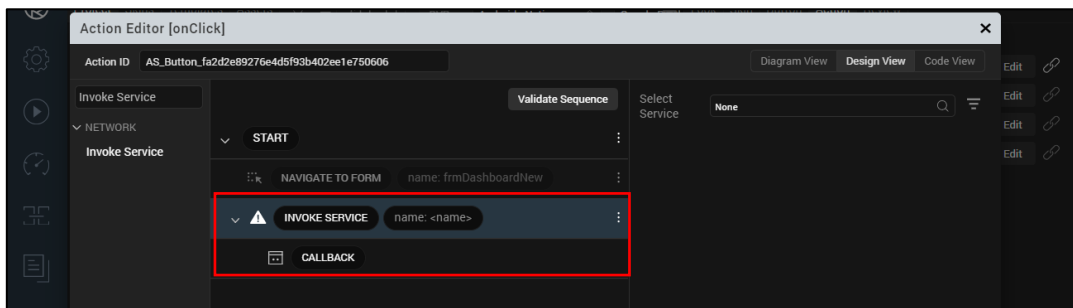 Action Editor [onClick]
Action ID AS_Button_fa2d2e89276e4d5f93b402ee1e750606
Diagram View Design View Code View
Invoke Service
NETWORK
Invoke Service
Validate Sequence
START
NAVIGATE TO FORM name: frmDashboardNew
INVOKE SERVICE name: <name>
CALLBACK
Select
Service
None
Edit
Edit
Edit
Edit